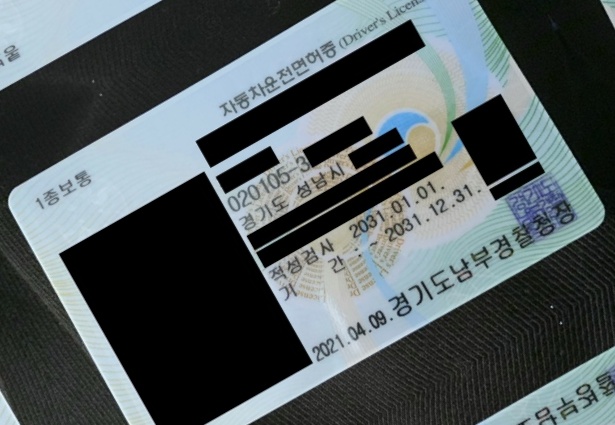 자동차운전면허증 (Driver's Licen
1종보통
020105-3
경기도 성남시
적성검사 2031.01.01.
기 간 : ~ 2031.12.31.
2021.04.09. 경기도남부경찰청장